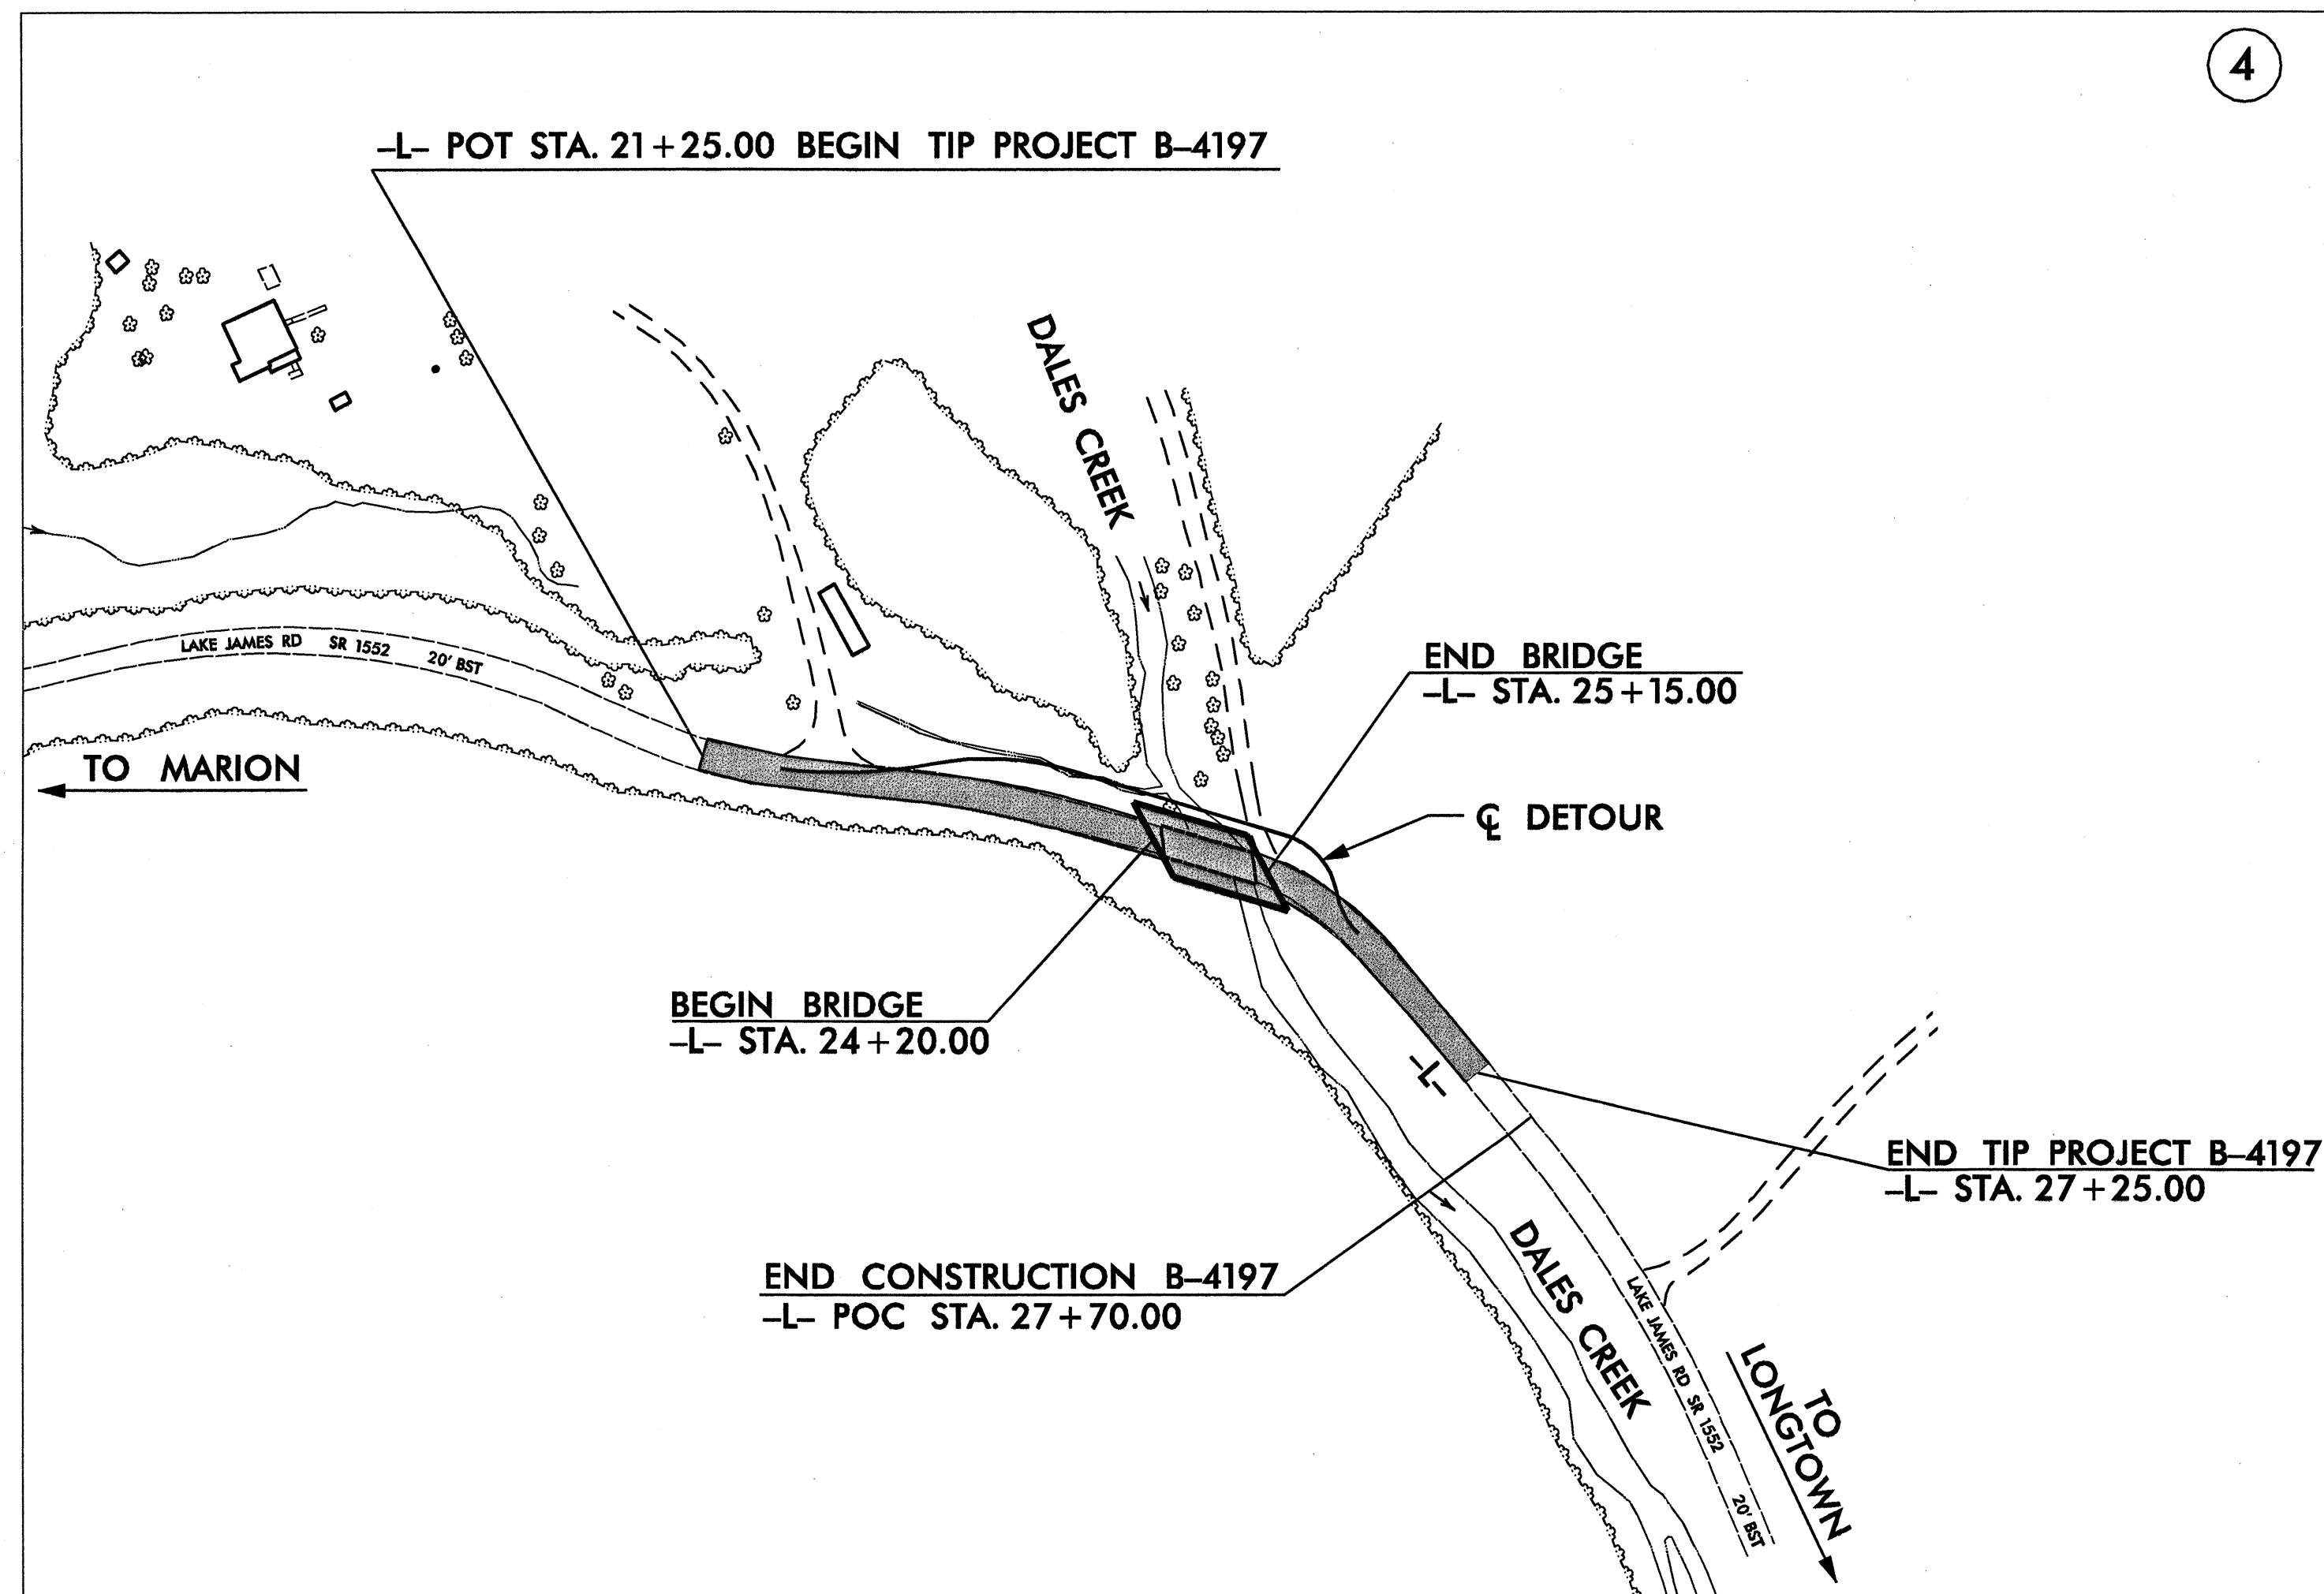 4
–L– POT STA. 21+25.00 BEGIN TIP PROJECT B–4197
DALES CREEK
LAKE JAMES RD SR 1552 20' BST
END BRIDGE
–L– STA. 25+15.00
TO MARION
℄ DETOUR
BEGIN BRIDGE
–L– STA. 24+20.00
–L–
END TIP PROJECT B–4197
–L– STA. 27+25.00
END CONSTRUCTION B–4197
–L– POC STA. 27+70.00
DALES CREEK
LAKE JAMES RD SR 1552 20' BST
TO
LONGTOWN